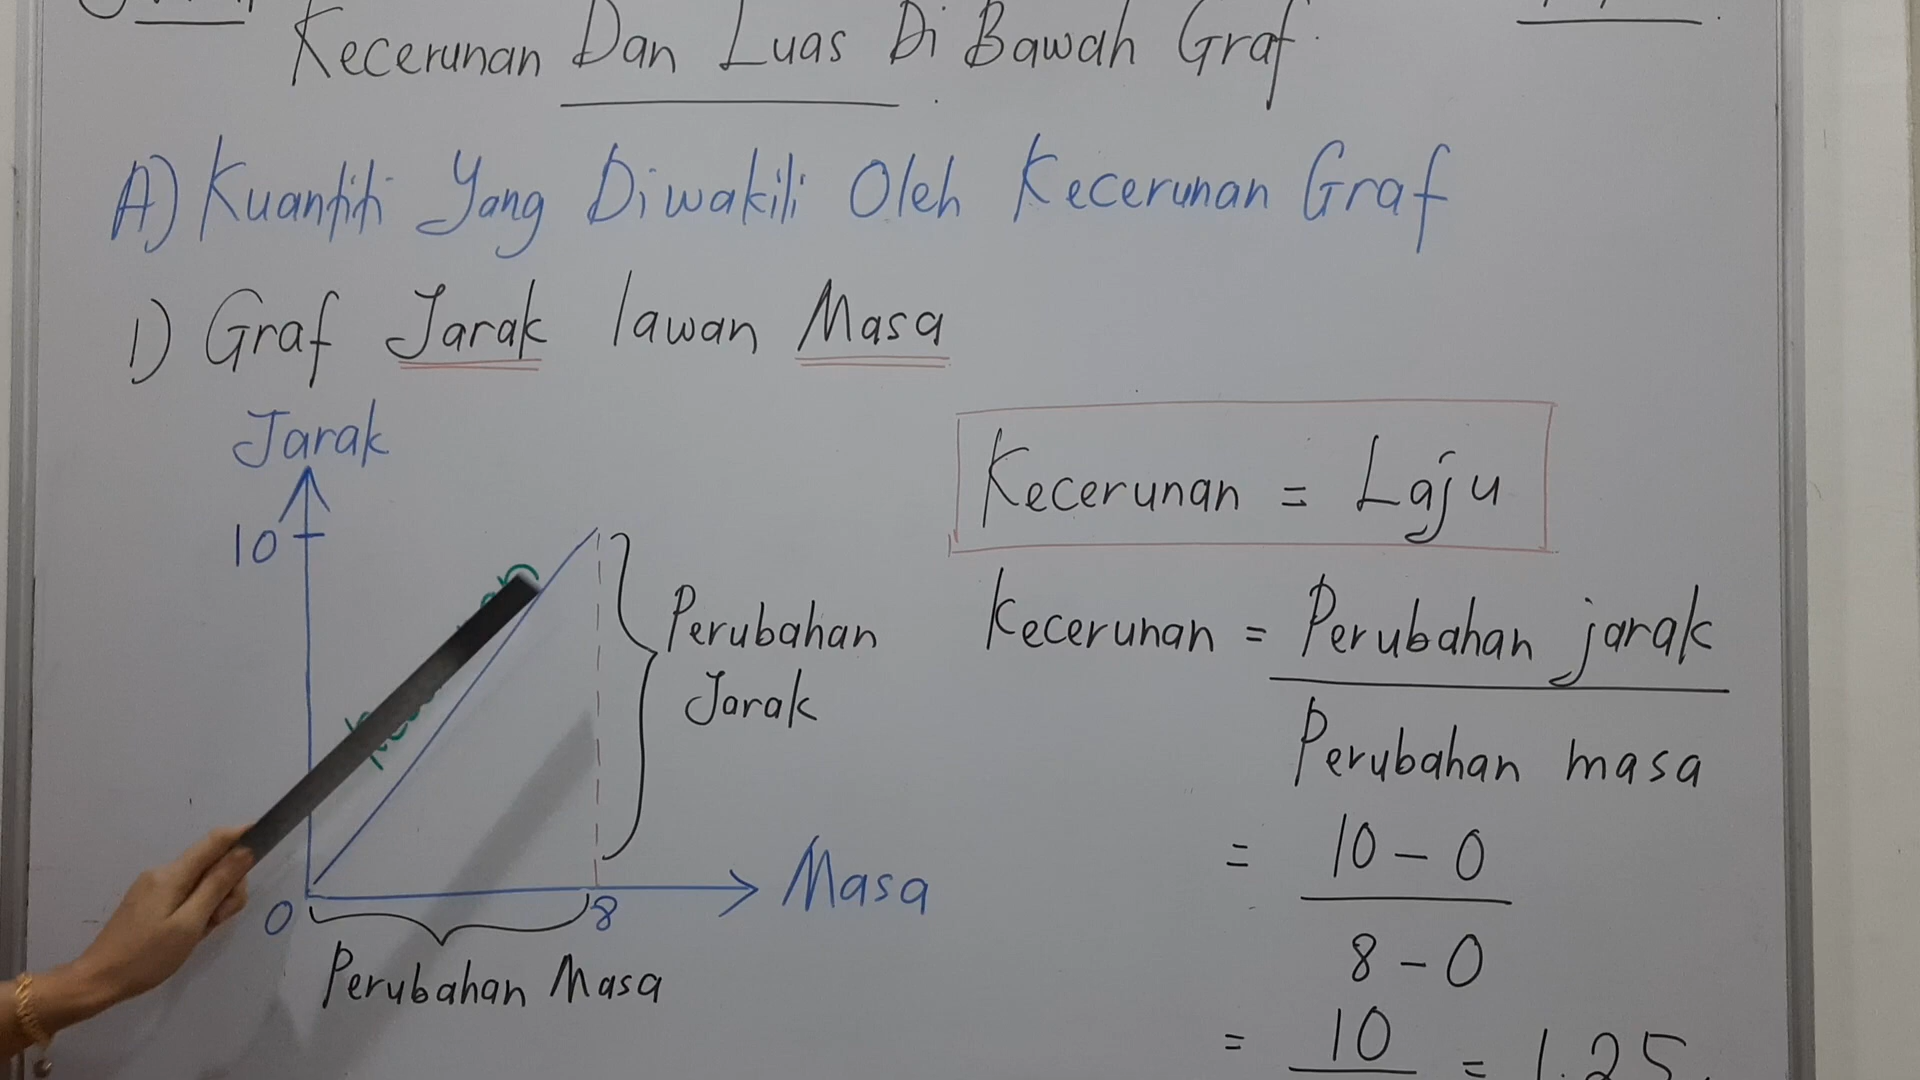 Kecerunan Dan Luas Di Bawah Graf.
A) Kuantiti Yang Diwakili Oleh Kecerunan Graf
1) Graf Jarak lawan Masa
Jarak
10
0
8
Masa
Perubahan
Jarak
Perubahan Masa
Kecerunan = Laju
Kecerunan = Perubahan jarak
Perubahan masa
= 10 - 0
8 - 0
= 10 = 1.25